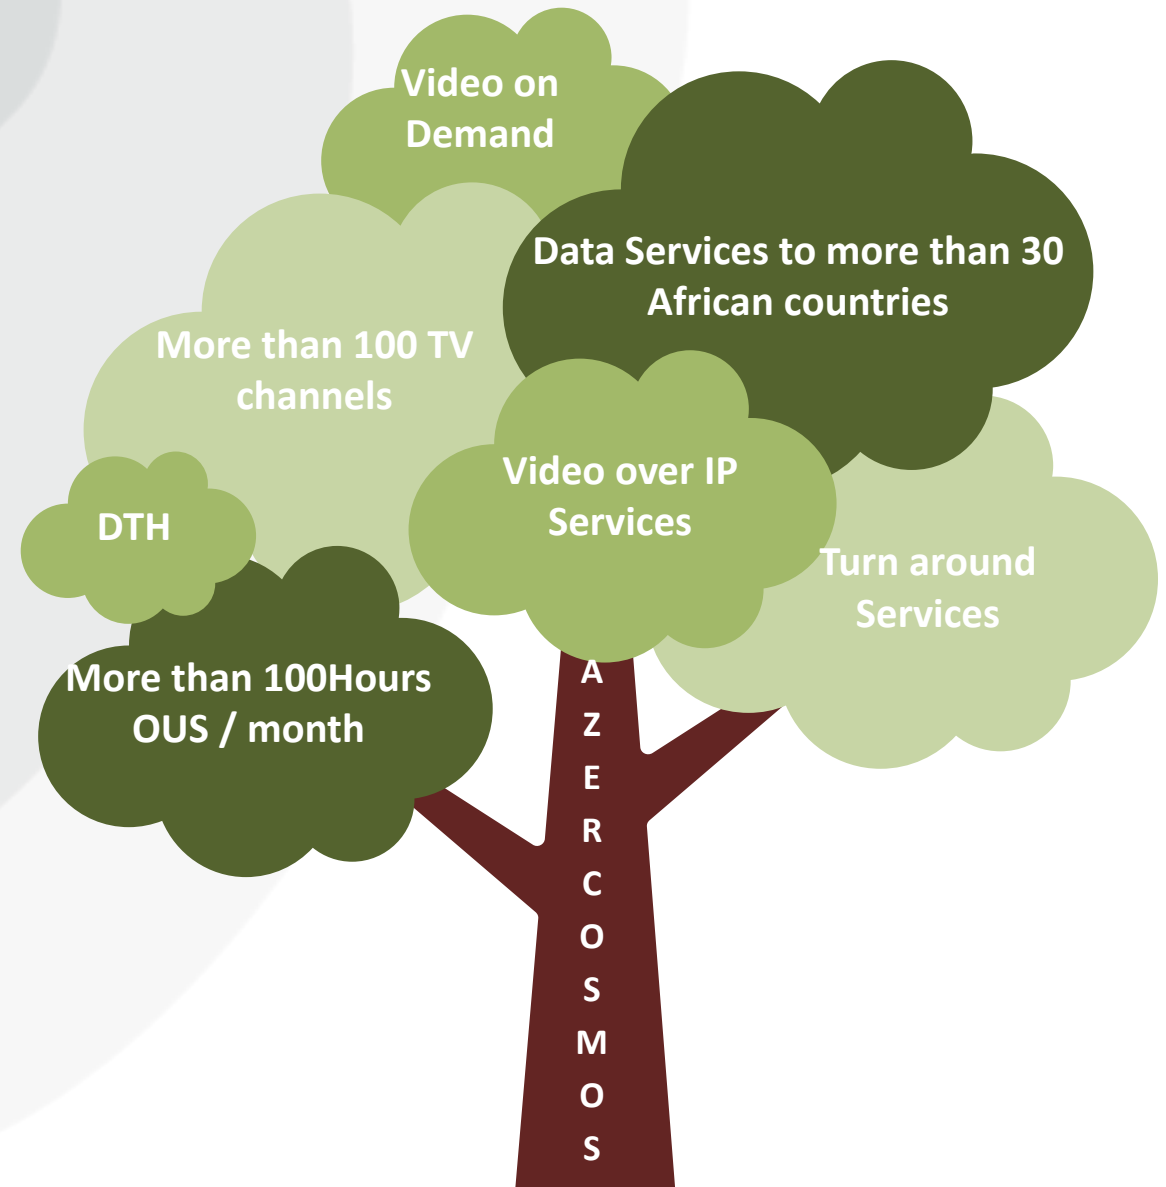 Video on
Demand
Data Services to more than 30
African countries
More than 100 TV
channels
Video over IP
Services
DTH
Turn around
Services
More than 100Hours
OUS / month
A
Z
E
R
C
O
S
M
O
S